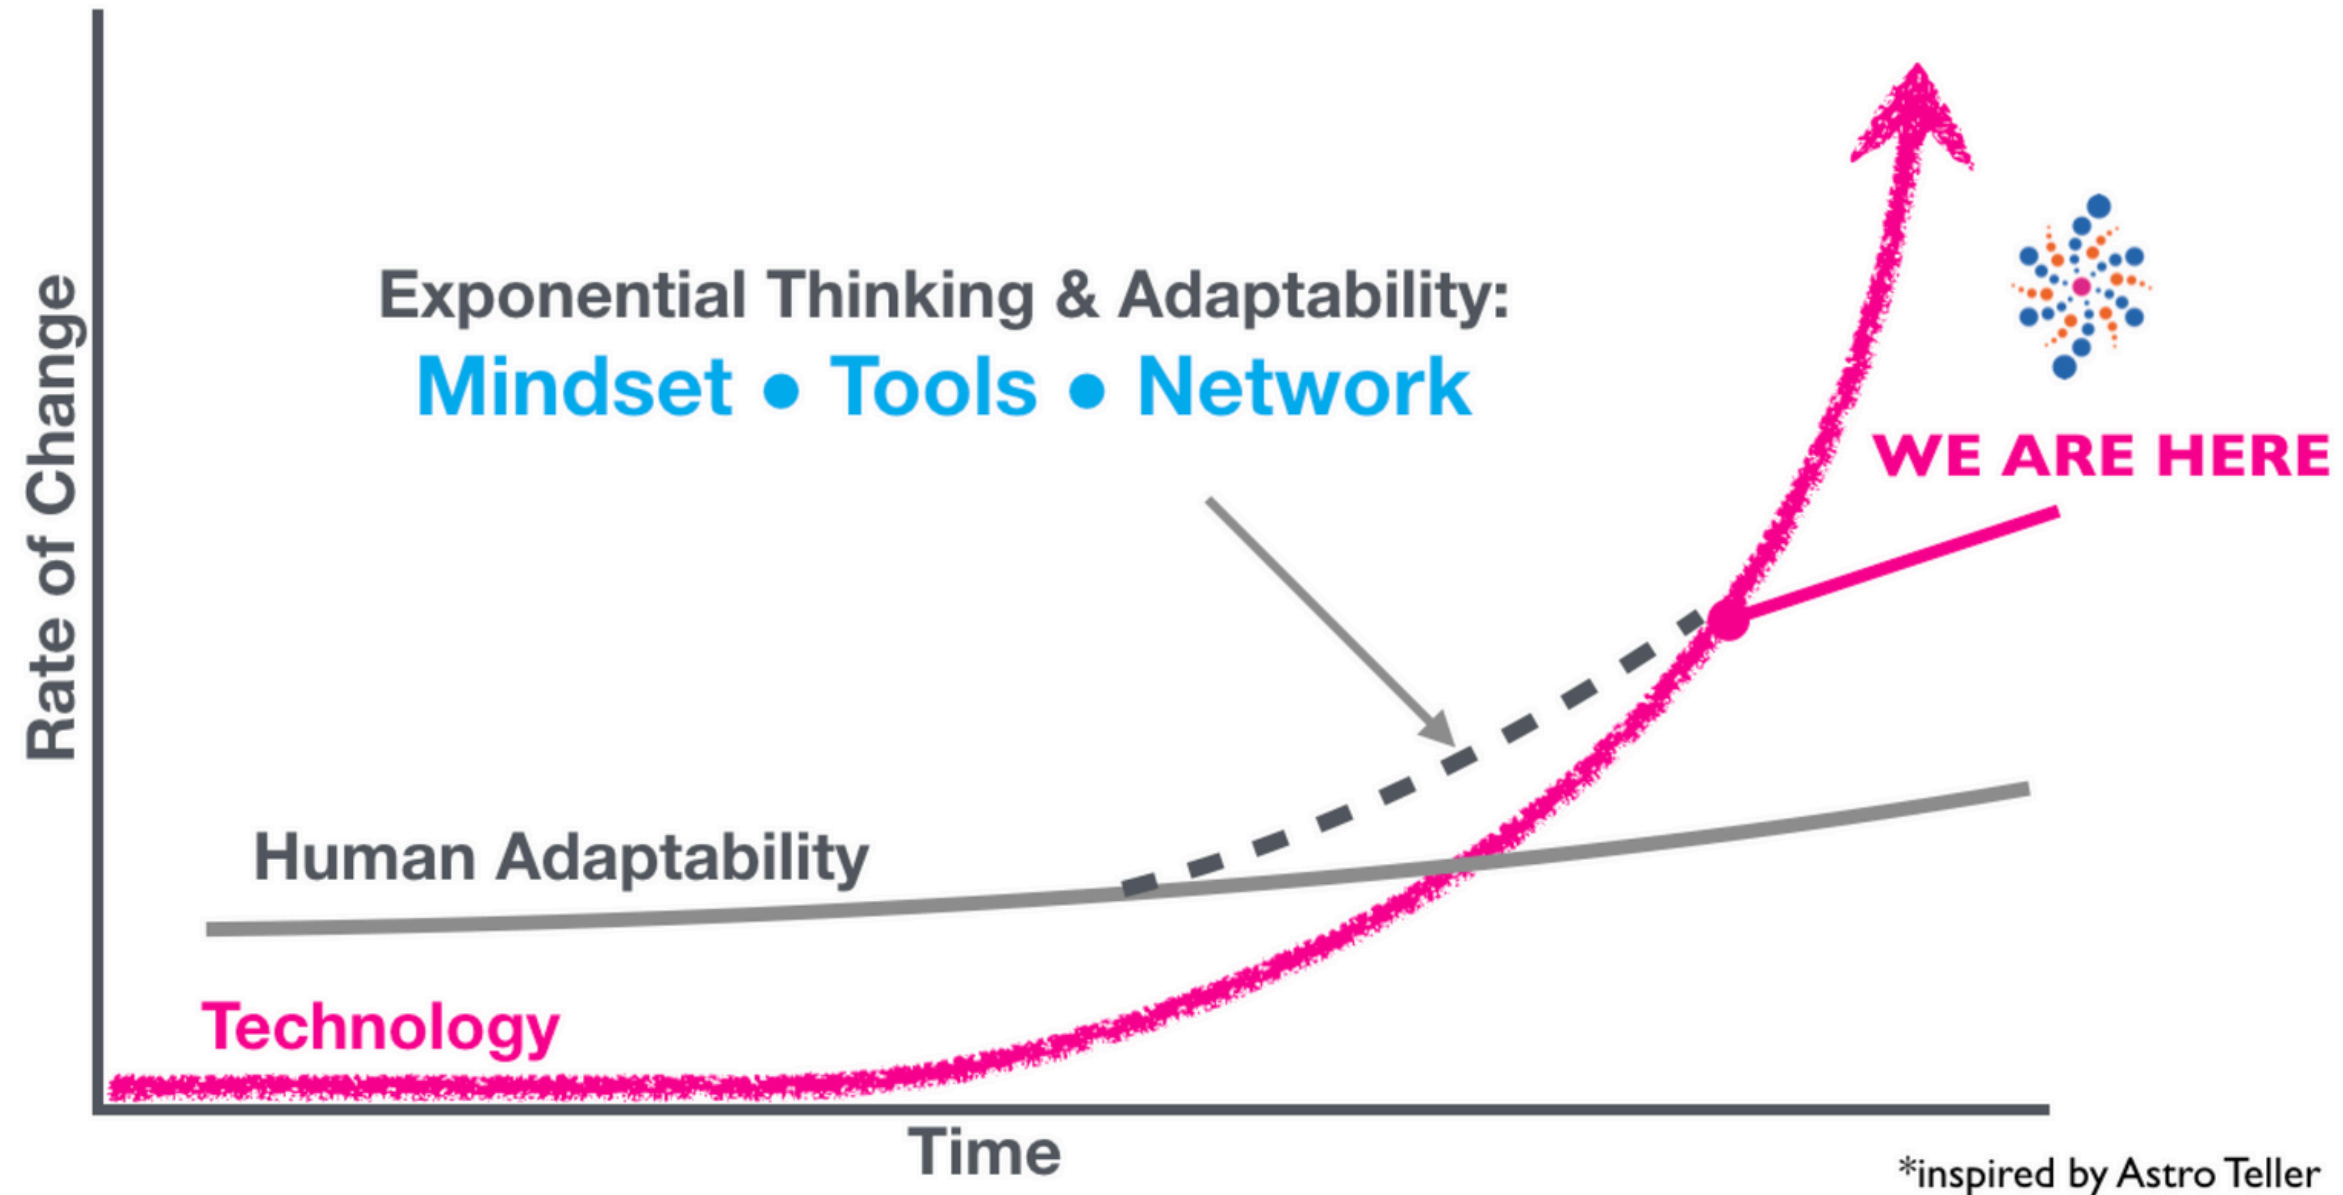 Rate of Change
Exponential Thinking & Adaptability:
Mindset • Tools • Network
WE ARE HERE
Human Adaptability
Technology
Time
*inspired by Astro Teller